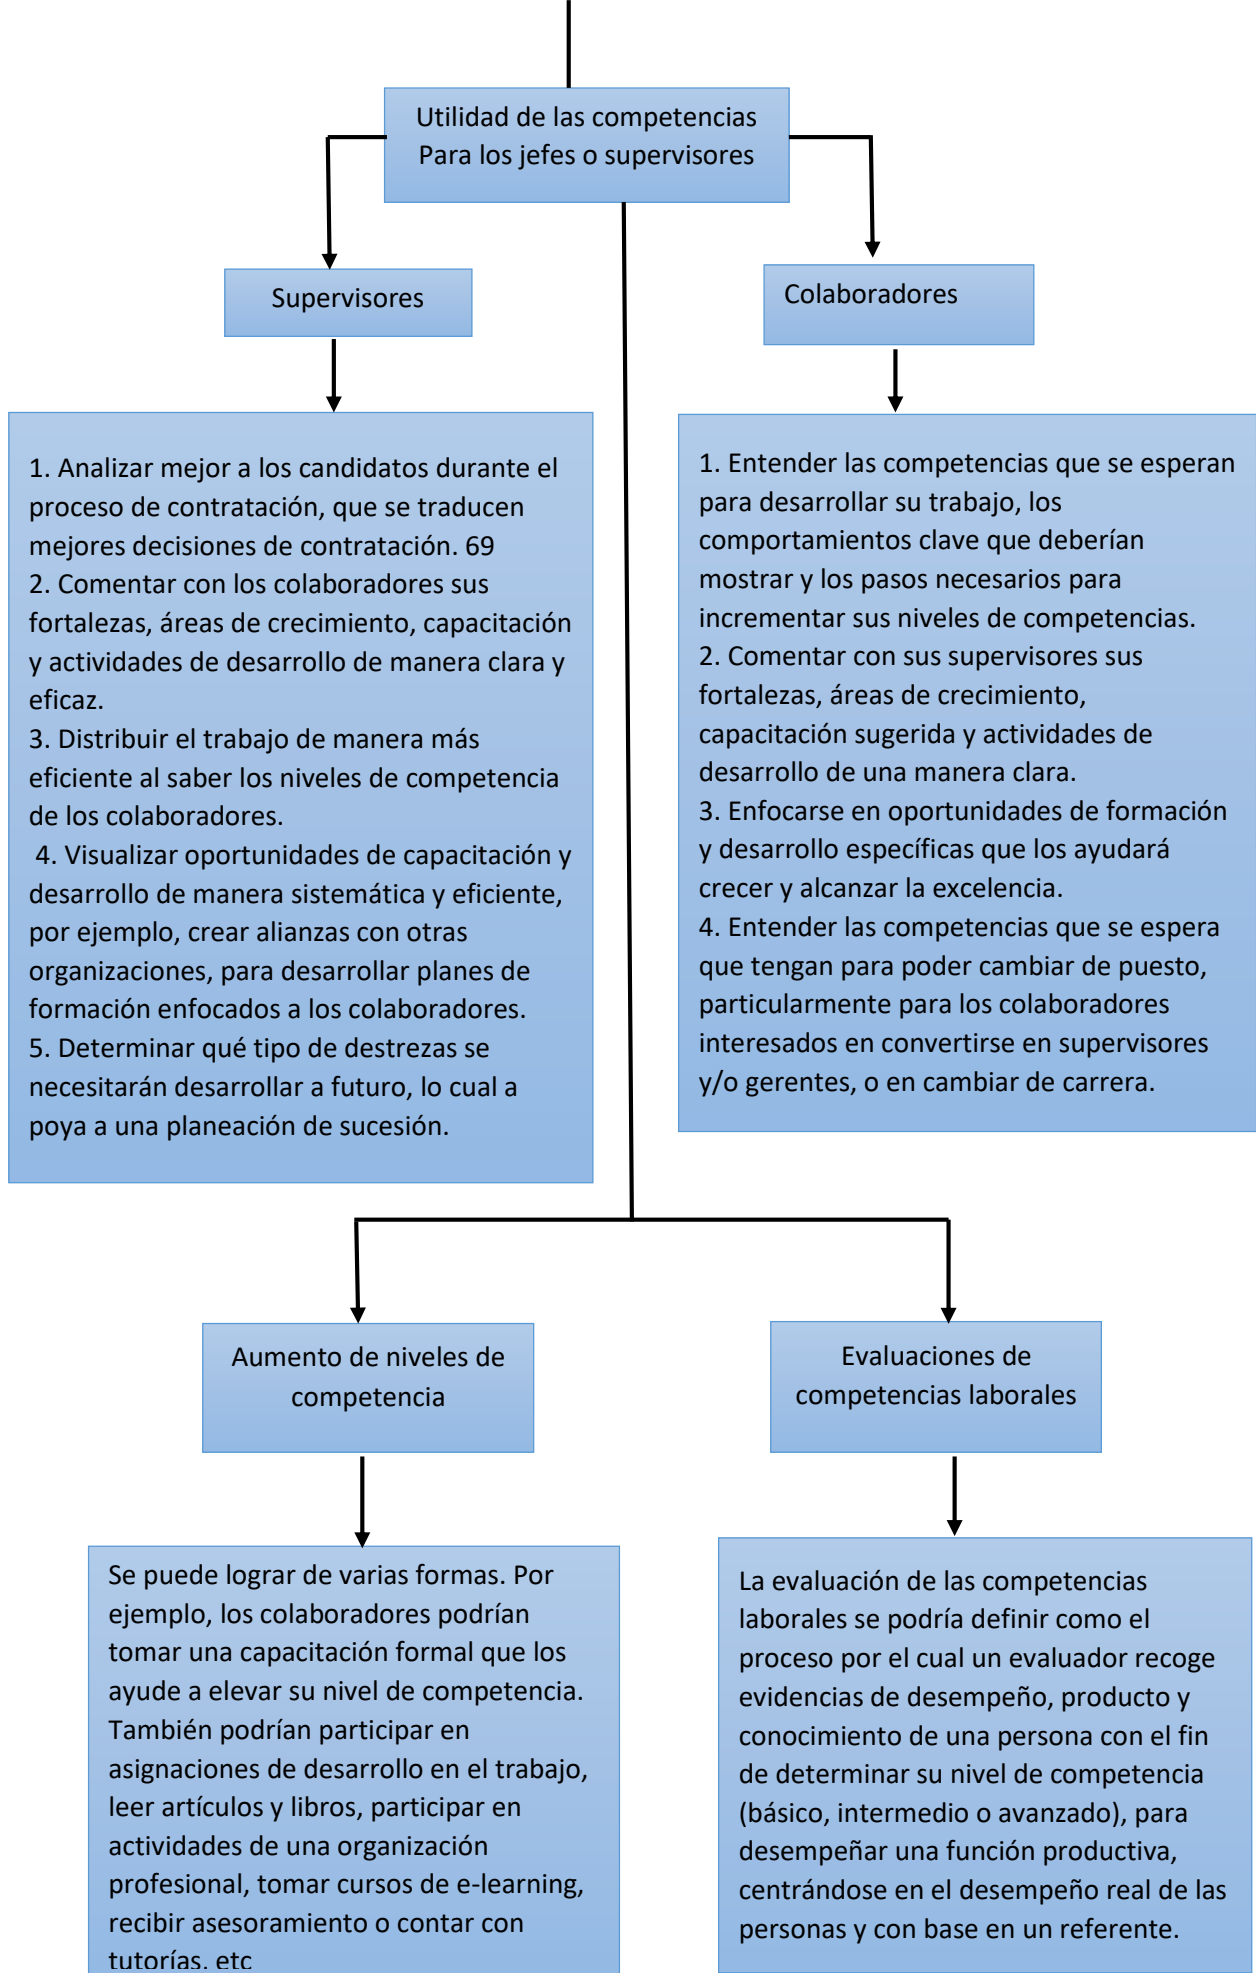 Utilidad de las competencias
Para los jefes o supervisores
Supervisores
Colaboradores
1. Analizar mejor a los candidatos durante el
proceso de contratación, que se traducen
mejores decisiones de contratación. 69
2. Comentar con los colaboradores sus
fortalezas, áreas de crecimiento, capacitación
y actividades de desarrollo de manera clara y
eficaz.
3. Distribuir el trabajo de manera más
eficiente al saber los niveles de competencia
de los colaboradores.
4. Visualizar oportunidades de capacitación y
desarrollo de manera sistemática y eficiente,
por ejemplo, crear alianzas con otras
organizaciones, para desarrollar planes de
formación enfocados a los colaboradores.
5. Determinar qué tipo de destrezas se
necesitarán desarrollar a futuro, lo cual a
poya a una planeación de sucesión.
1. Entender las competencias que se esperan
para desarrollar su trabajo, los
comportamientos clave que deberían
mostrar y los pasos necesarios para
incrementar sus niveles de competencias.
2. Comentar con sus supervisores sus
fortalezas, áreas de crecimiento,
capacitación sugerida y actividades de
desarrollo de una manera clara.
3. Enfocarse en oportunidades de formación
y desarrollo específicas que los ayudará
crecer y alcanzar la excelencia.
4. Entender las competencias que se espera
que tengan para poder cambiar de puesto,
particularmente para los colaboradores
interesados en convertirse en supervisores
y/o gerentes, o en cambiar de carrera.
Aumento de niveles de
competencia
Evaluaciones de
competencias laborales
Se puede lograr de varias formas. Por
ejemplo, los colaboradores podrían
tomar una capacitación formal que los
ayude a elevar su nivel de competencia.
También podrían participar en
asignaciones de desarrollo en el trabajo,
leer artículos y libros, participar en
actividades de una organización
profesional, tomar cursos de e-learning,
recibir asesoramiento o contar con
tutorías, etc
La evaluación de las competencias
laborales se podría definir como el
proceso por el cual un evaluador recoge
evidencias de desempeño, producto y
conocimiento de una persona con el fin
de determinar su nivel de competencia
(básico, intermedio o avanzado), para
desempeñar una función productiva,
centrándose en el desempeño real de las
personas y con base en un referente.